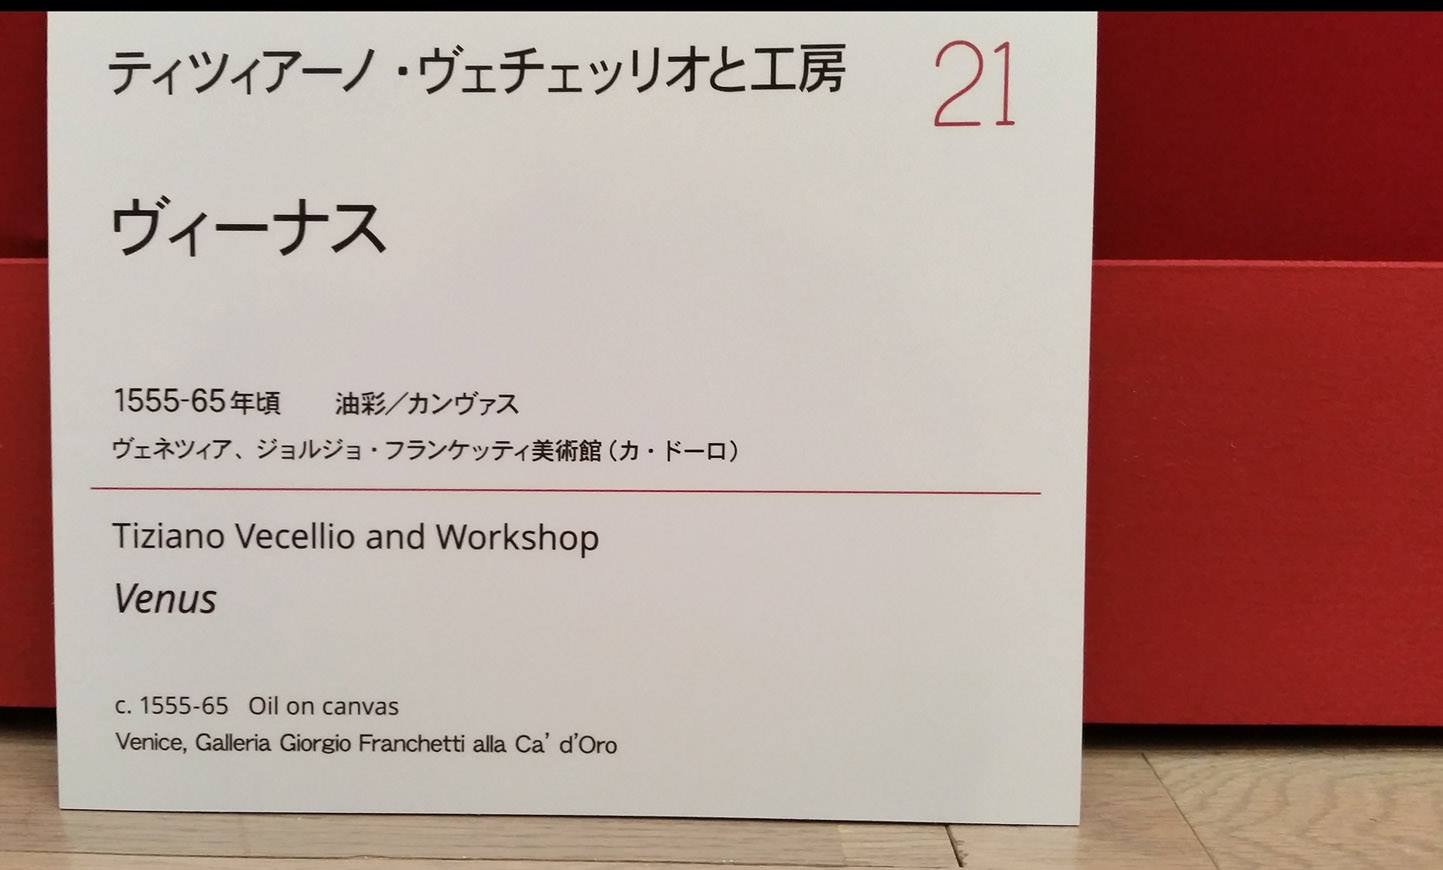 ティツィアーノ・ヴェチェッリオと工房 21
ヴィーナス
1555-65年頃 油彩／カンヴァス
ヴェネツィア、ジョルジョ・フランケッティ美術館（カ・ドーロ）
Tiziano Vecellio and Workshop
Venus
c. 1555-65 Oil on canvas
Venice, Galleria Giorgio Franchetti alla Ca’ d’Oro